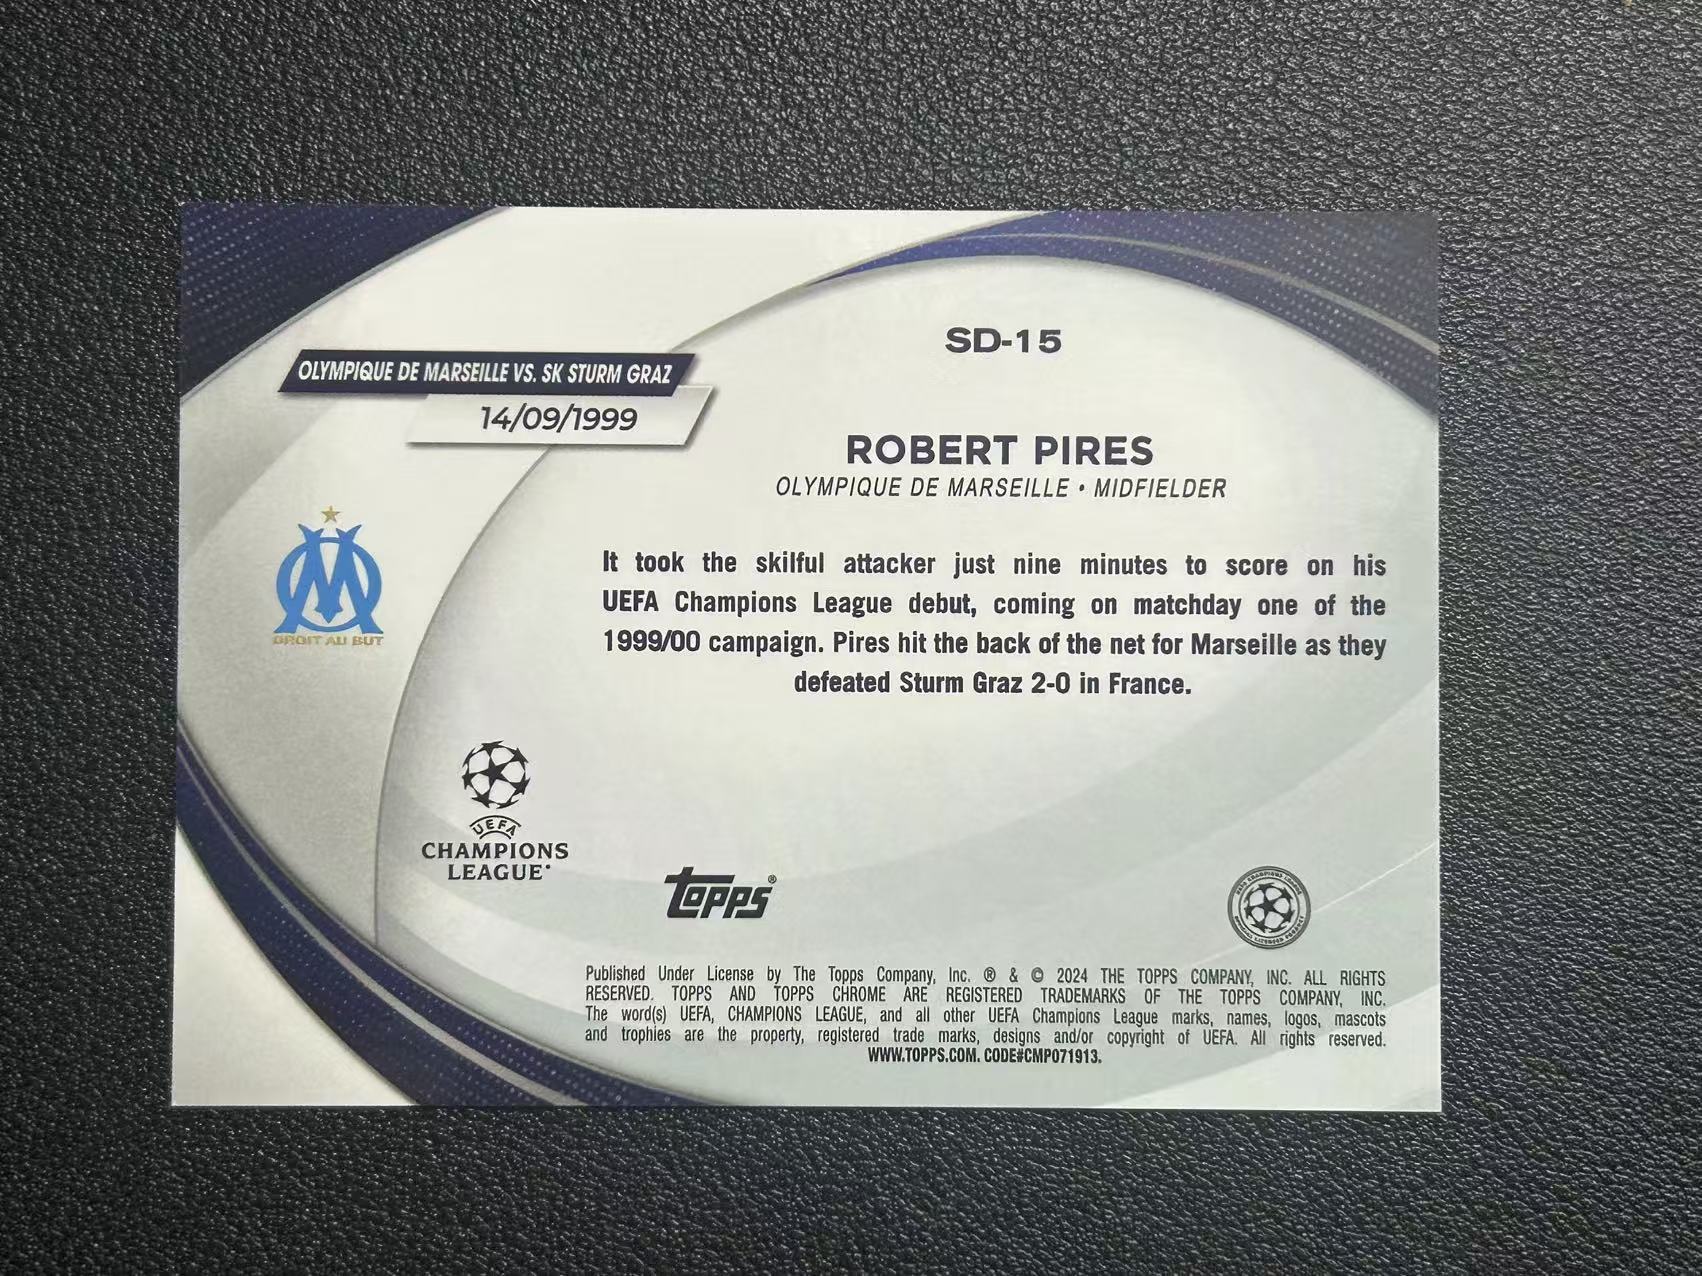 SD-15
OLYMPIQUE DE MARSEILLE VS. SK STURM GRAZ
14/09/1999
ROBERT PIRES
OLYMPIQUE DE MARSEILLE • MIDFIELDER
DROIT AU BUT
It took the skilful attacker just nine minutes to score on his
UEFA Champions League debut, coming on matchday one of the
1999/00 campaign. Pires hit the back of the net for Marseille as they
defeated Sturm Graz 2-0 in France.
UEFA
CHAMPIONS
LEAGUE
topps®
Published Under License by The Topps Company, Inc. ® & © 2024 THE TOPPS COMPANY, INC. ALL RIGHTS
RESERVED. TOPPS AND TOPPS CHROME ARE REGISTERED TRADEMARKS OF THE TOPPS COMPANY, INC.
The word(s) UEFA, CHAMPIONS LEAGUE, and all other UEFA Champions League marks, names, logos, mascots
and trophies are the property, registered trade marks, designs and/or copyright of UEFA. All rights reserved.
WWW.TOPPS.COM. CODE#CMP071913.